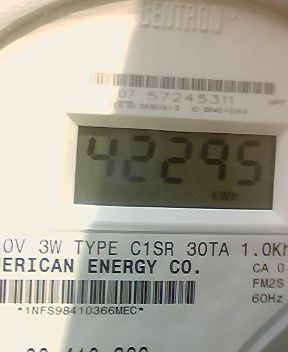 CENTRON®
07 57245311
42295
kWh
0V 3W TYPE C1SR 30TA 1.0Kh
ERICAN ENERGY CO.
CA 0
FM2S
60Hz
*1NFS98410366MEC*